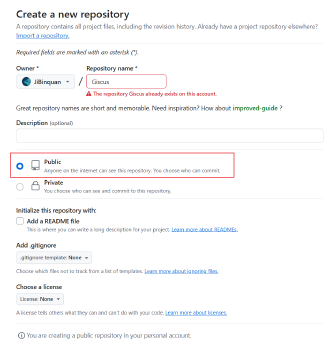 Create a new repository
A repository contains all project files, including the revision history. Already have a project repository elsewhere?
Import a repository.
Required fields are marked with an asterisk (*).
Owner * Repository name *
JiBinquan / Giscus
The repository Giscus already exists on this account.
Great repository names are short and memorable. Need inspiration? How about improved-guide ?
Description (optional)
Public
Anyone on the internet can see this repository. You choose who can commit.
Private
You choose who can see and commit to this repository.
Initialize this repository with:
Add a README file
This is where you can write a long description for your project. Learn more about READMEs.
Add .gitignore
.gitignore template: None
Choose which files not to track from a list of templates. Learn more about ignoring files.
Choose a license
License: None
A license tells others what they can and can't do with your code. Learn more about licenses.
You are creating a public repository in your personal account.